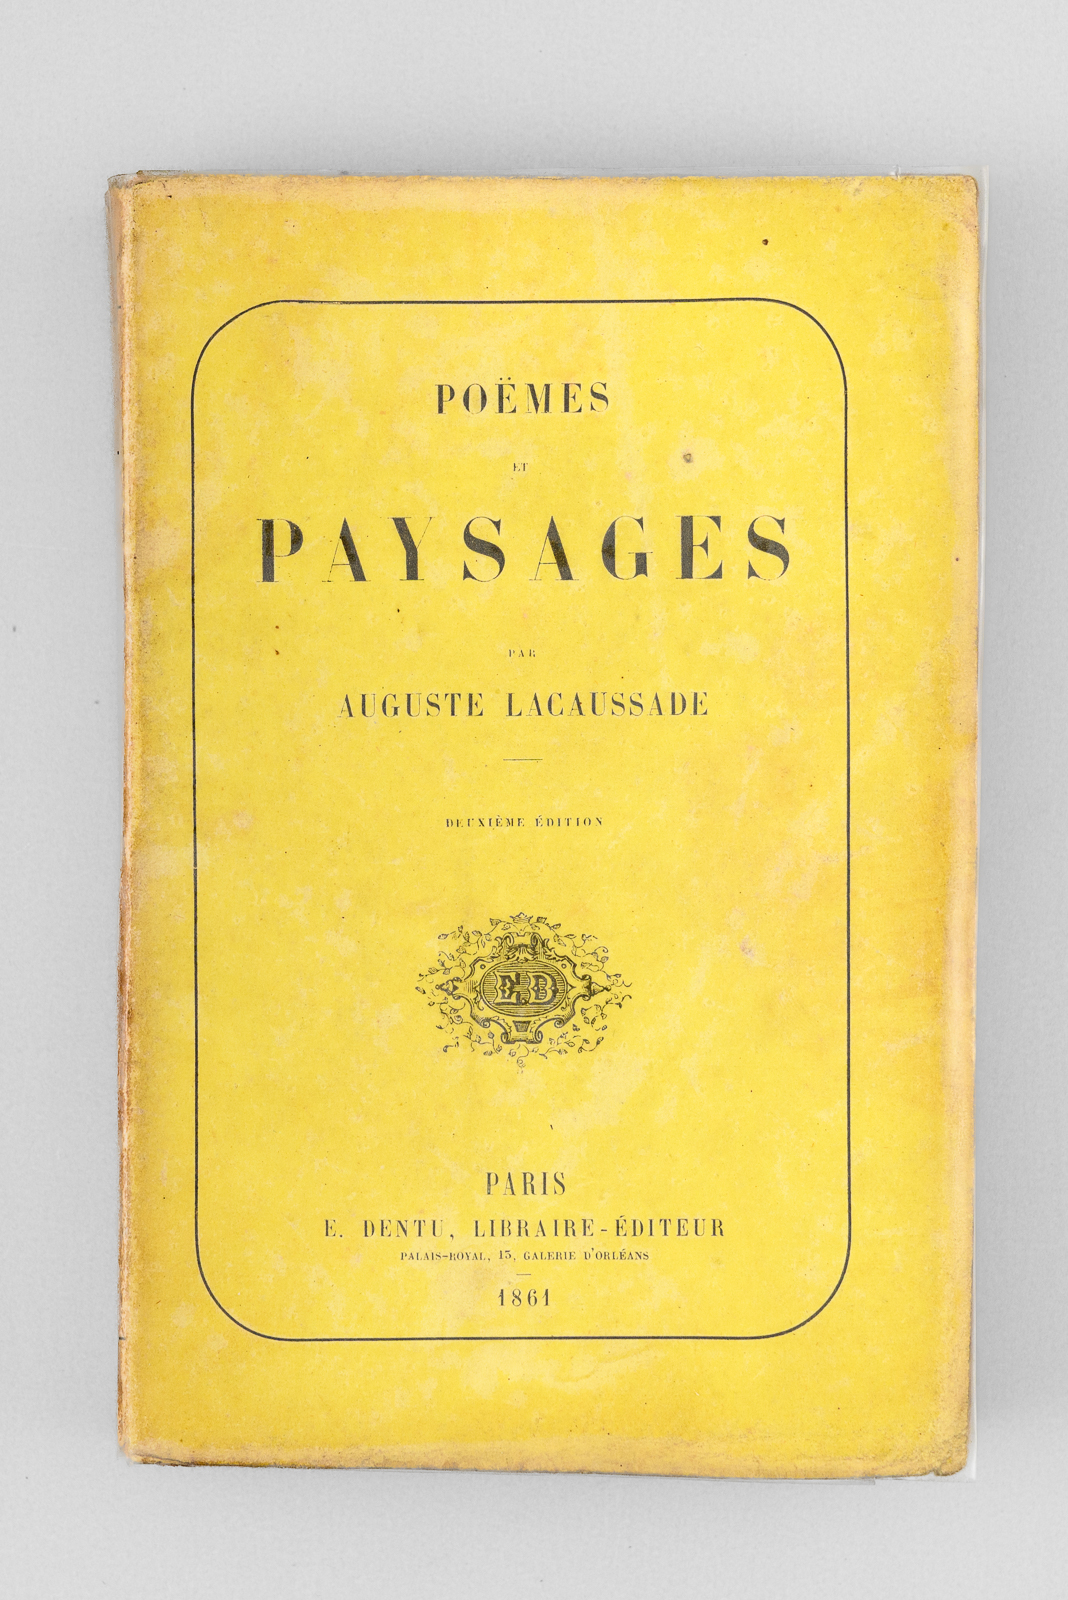 POËMES
ET
PAYSAGES
PAR
AUGUSTE LACAUSSADE
DEUXIÈME ÉDITION
E.D
PARIS
E. DENTU, LIBRAIRE-ÉDITEUR
PALAIS-ROYAL, 13, GALERIE D'ORLÉANS
1861